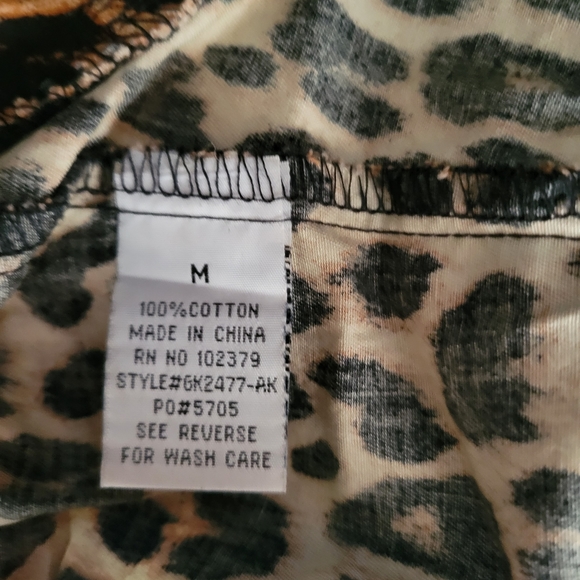 M
100%COTTON
MADE IN CHINA
RN NO 102379
STYLE#GK2477-AK
PO#5705
SEE REVERSE
FOR WASH CARE